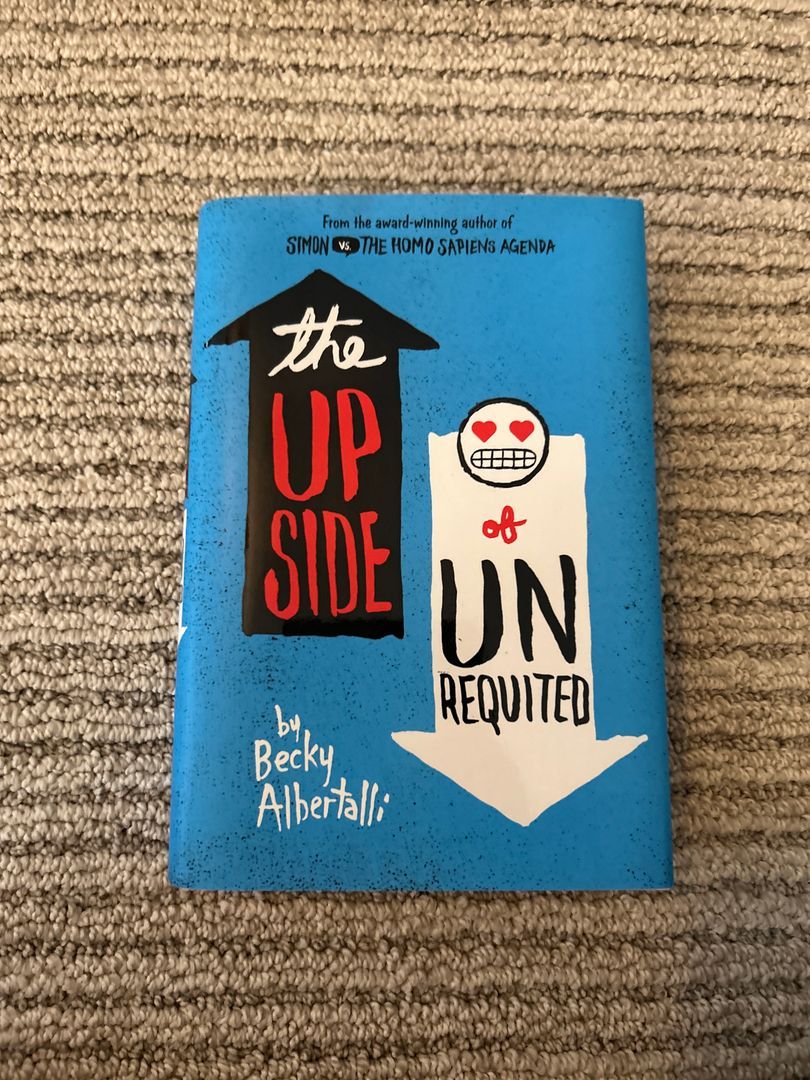 From the award-winning author of
SIMON VS. THE HOMO SAPIENS AGENDA
the
UP
SIDE
of
UN
REQUITED
by
Becky
Albertalli